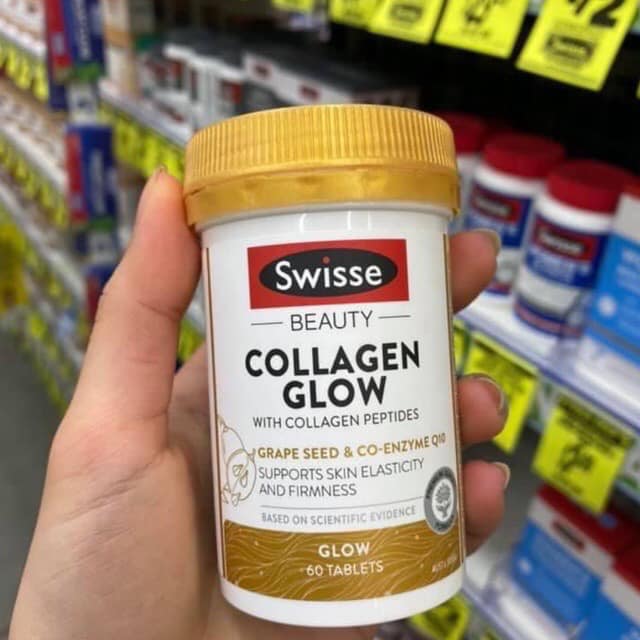 Swisse
BEAUTY
COLLAGEN
GLOW
WITH COLLAGEN PEPTIDES
GRAPE SEED & CO-ENZYME Q10
SUPPORTS SKIN ELASTICITY
AND FIRMNESS
BASED ON SCIENTIFIC EVIDENCE
GLOW
60 TABLETS